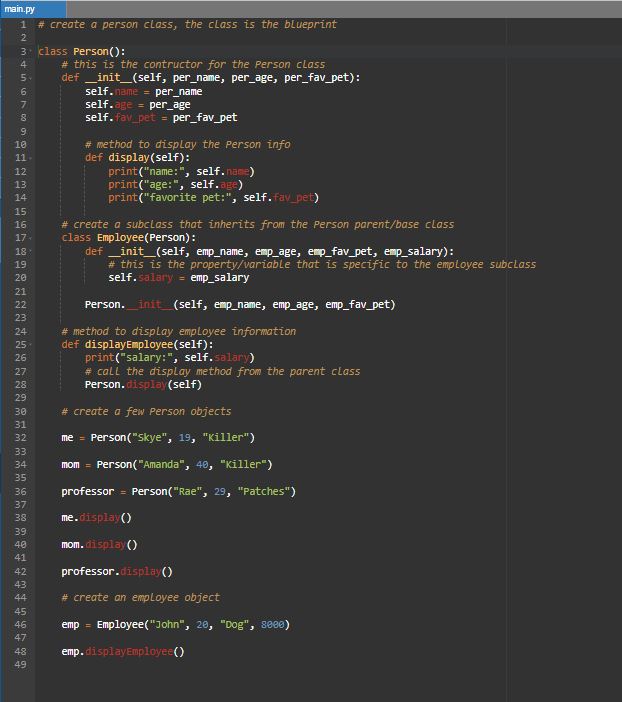 main.py
1 # create a person class, the class is the blueprint
2
3 class Person():
4 # this is the contructor for the Person class
5 def __init__(self, per_name, per_age, per_fav_pet):
6 self.name = per_name
7 self.age = per_age
8 self.fav_pet = per_fav_pet
9
10 # method to display the Person info
11 def display(self):
12 print("name:", self.name)
13 print("age:", self.age)
14 print("favorite pet:", self.fav_pet)
15
16 # create a subclass that inherits from the Person parent/base class
17 class Employee(Person):
18 def __init__(self, emp_name, emp_age, emp_fav_pet, emp_salary):
19 # this is the property/variable that is specific to the employee subclass
20 self.salary = emp_salary
21
22 Person.__init__(self, emp_name, emp_age, emp_fav_pet)
23
24 # method to display employee information
25 def displayEmployee(self):
26 print("salary:", self.salary)
27 # call the display method from the parent class
28 Person.display(self)
29
30 # create a few Person objects
31
32 me = Person("Skye", 19, "Killer")
33
34 mom = Person("Amanda", 40, "Killer")
35
36 professor = Person("Rae", 29, "Patches")
37
38 me.display()
39
40 mom.display()
41
42 professor.display()
43
44 # create an employee object
45
46 emp = Employee("John", 20, "Dog", 8000)
47
48 emp.displayEmployee()
49